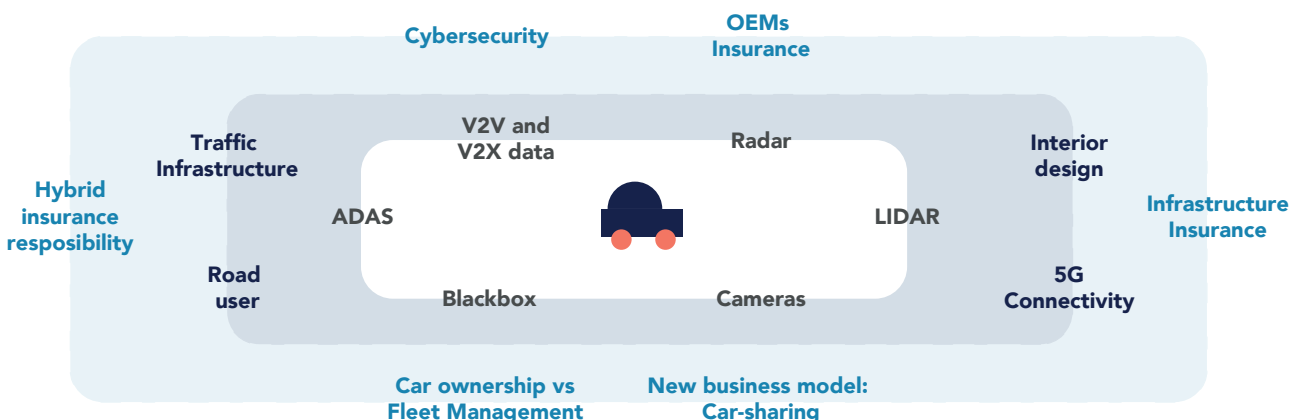 Cybersecurity
OEMs
Insurance
V2V and
V2X data
Radar
Traffic
Infrastructure
Interior
design
Hybrid
insurance
resposibility
ADAS
LIDAR
Infrastructure
Insurance
Road
user
Blackbox
Cameras
5G
Connectivity
Car ownership vs
Fleet Management
New business model:
Car-sharing